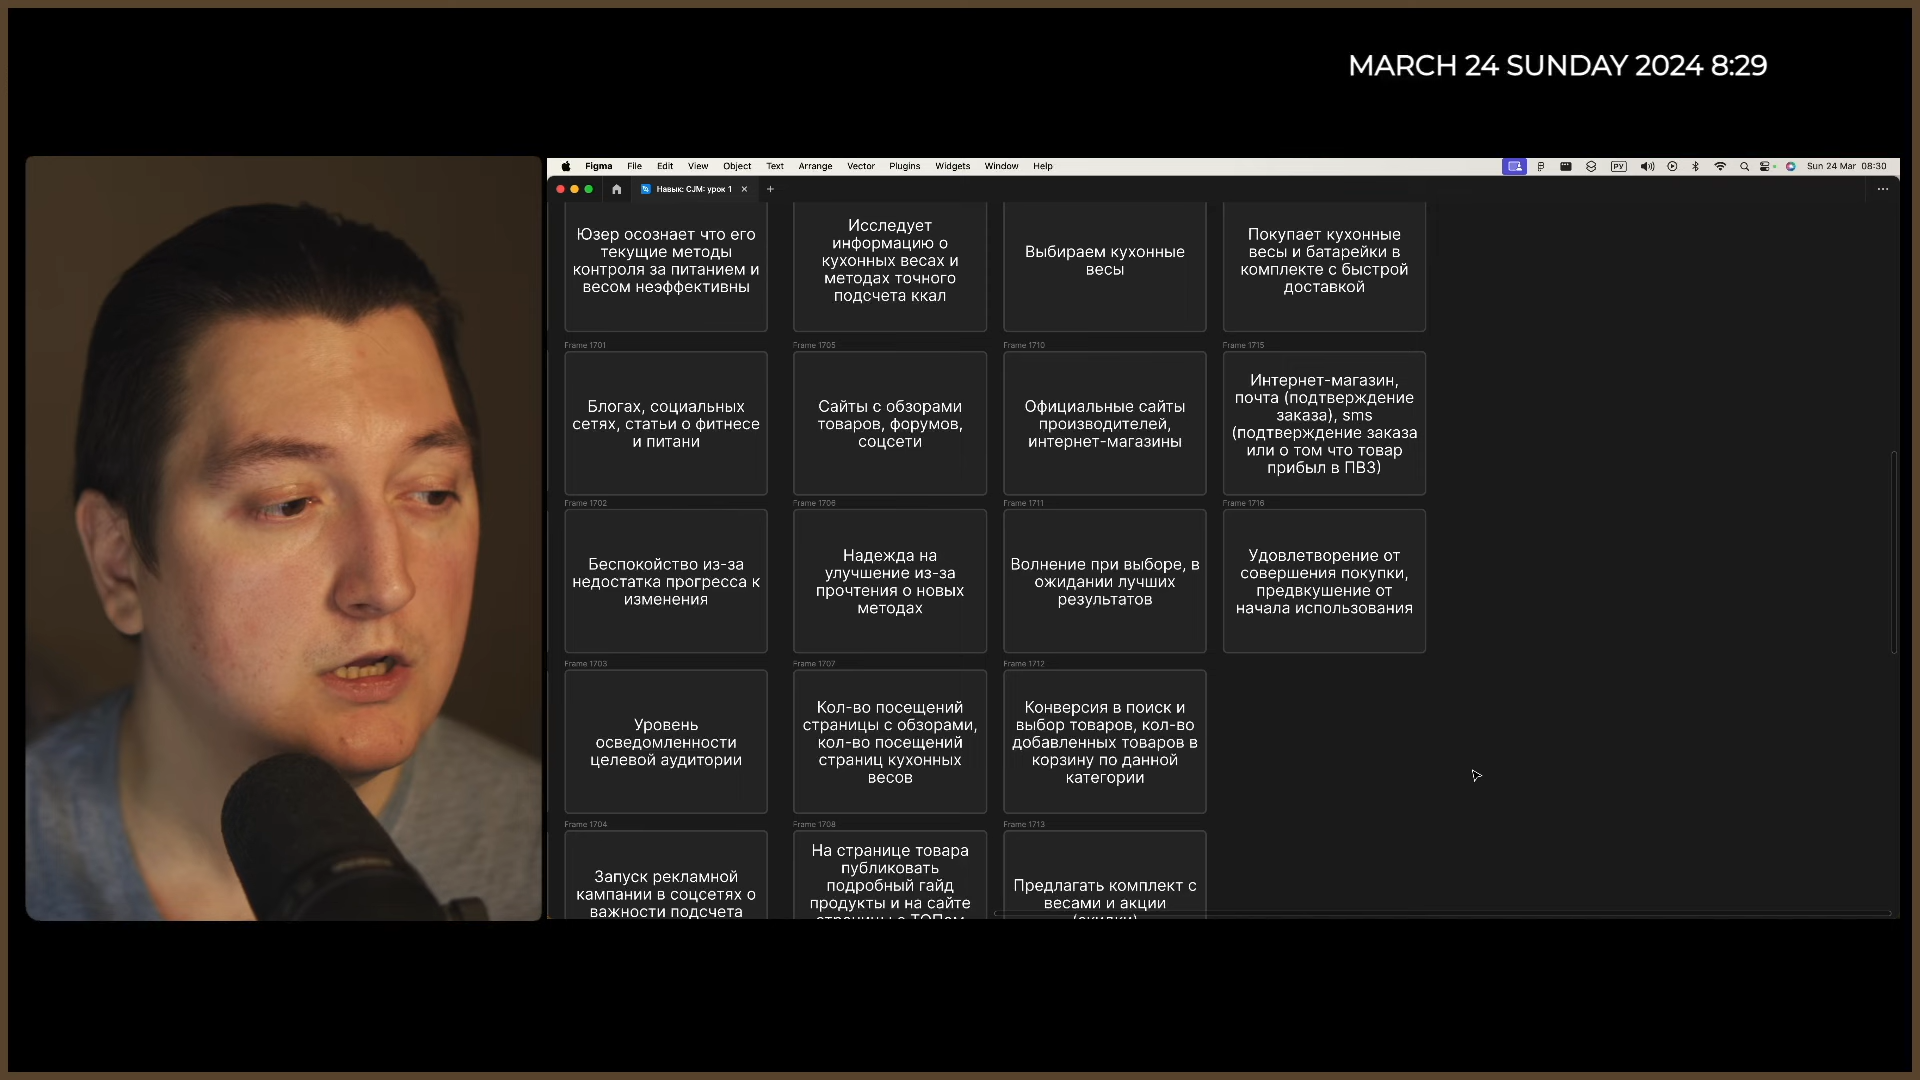 MARCH 24 SUNDAY 2024 8:29
Figma File Edit View Object Text Arrange Vector Plugins Widgets Window Help
РУ
Sun 24 Mar 08:30
Навык: CJM: урок 1
Юзер осознает что его
текущие методы
контроля за питанием и
весом неэффективны
Исследует
информацию о
кухонных весах и
методах точного
подсчета ккал
Выбираем кухонные
весы
Покупает кухонные
весы и батарейки в
комплекте с быстрой
доставкой
Frame 1701
Блогах, социальных
сетях, статьи о фитнесе
и питани
Frame 1705
Сайты с обзорами
товаров, форумов,
соцсети
Frame 1710
Официальные сайты
производителей,
интернет-магазины
Frame 1715
Интернет-магазин,
почта (подтверждение
заказа), sms
(подтверждение заказа
или о том что товар
прибыл в ПВЗ)
Frame 1702
Беспокойство из-за
недостатка прогресса к
изменения
Frame 1706
Надежда на
улучшение из-за
прочтения о новых
методах
Frame 1711
Волнение при выборе, в
ожидании лучших
результатов
Frame 1716
Удовлетворение от
совершения покупки,
предвкушение от
начала использования
Frame 1703
Уровень
осведомленности
целевой аудитории
Frame 1707
Кол-во посещений
страницы с обзорами,
кол-во посещений
страниц кухонных
весов
Frame 1712
Конверсия в поиск и
выбор товаров, кол-во
добавленных товаров в
корзину по данной
категории
Frame 1704
Запуск рекламной
кампании в соцсетях о
важности подсчета
Frame 1708
На странице товара
публиковать
подробный гайд
продукты и на сайте
Frame 1713
Предлагать комплект с
весами и акции